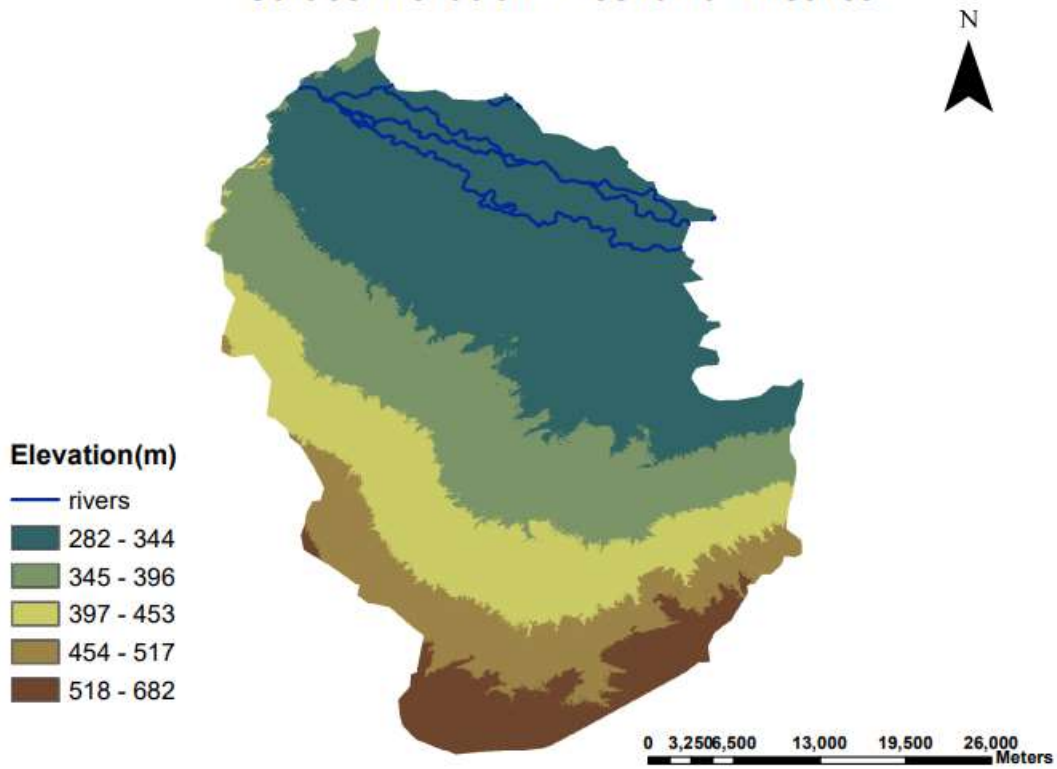 N
Elevation(m)
rivers
282 - 344
345 - 396
397 - 453
454 - 517
518 - 682
0 3,250 6,500 13,000 19,500 26,000
Meters